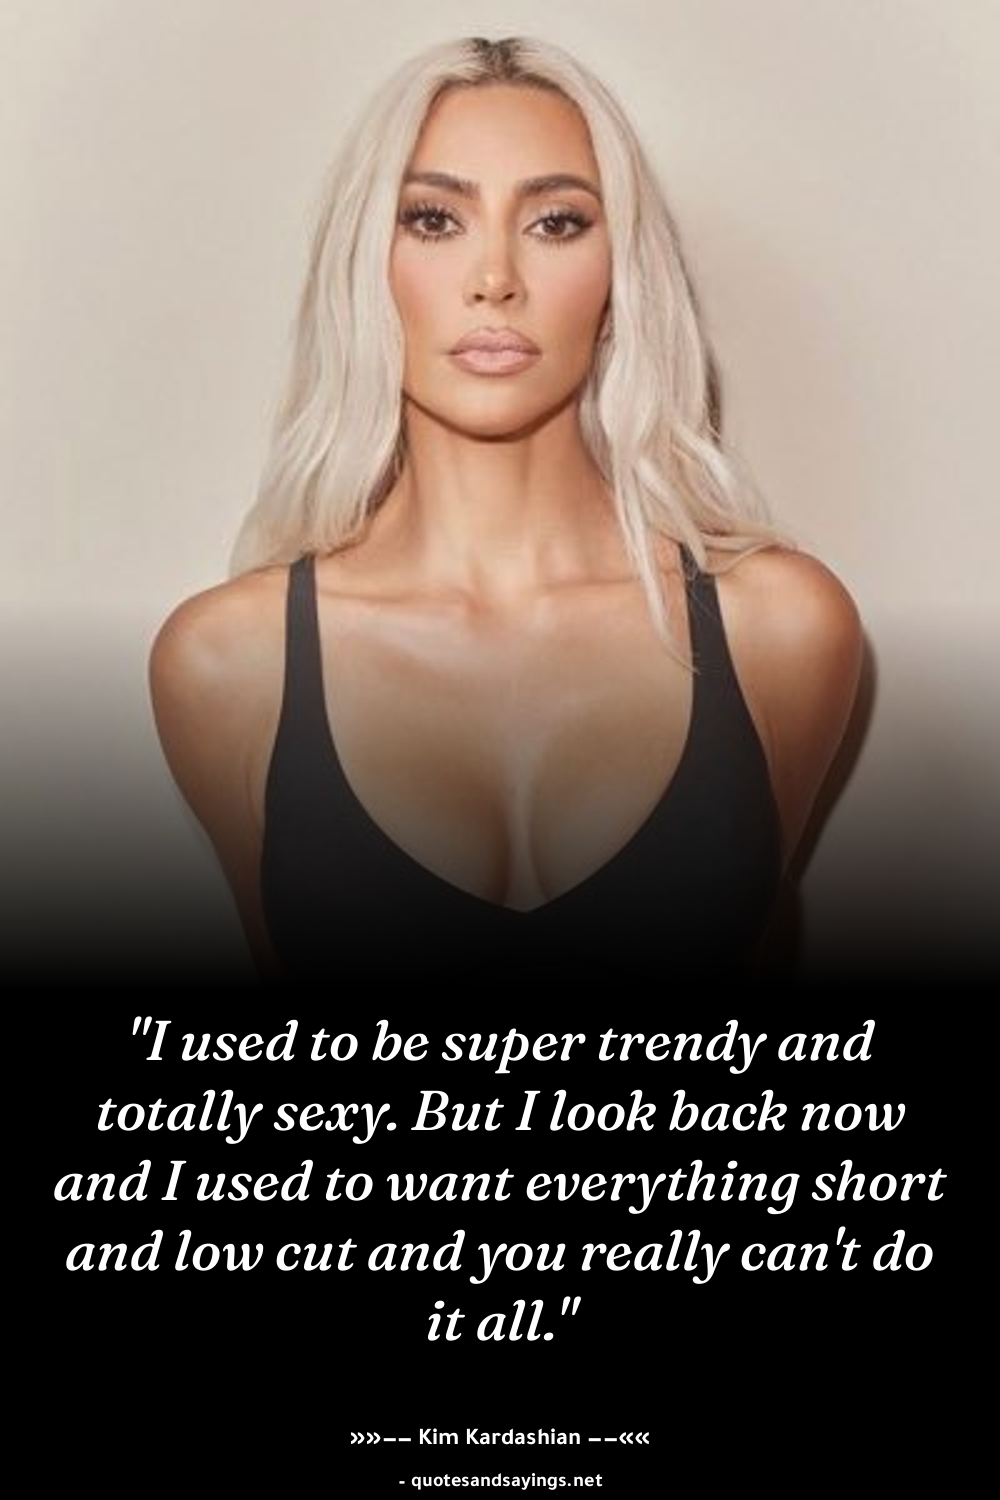 "I used to be super trendy and
totally sexy. But I look back now
and I used to want everything short
and low cut and you really can't do
it all."
»»–– Kim Kardashian ––««
- quotesandsayings.net